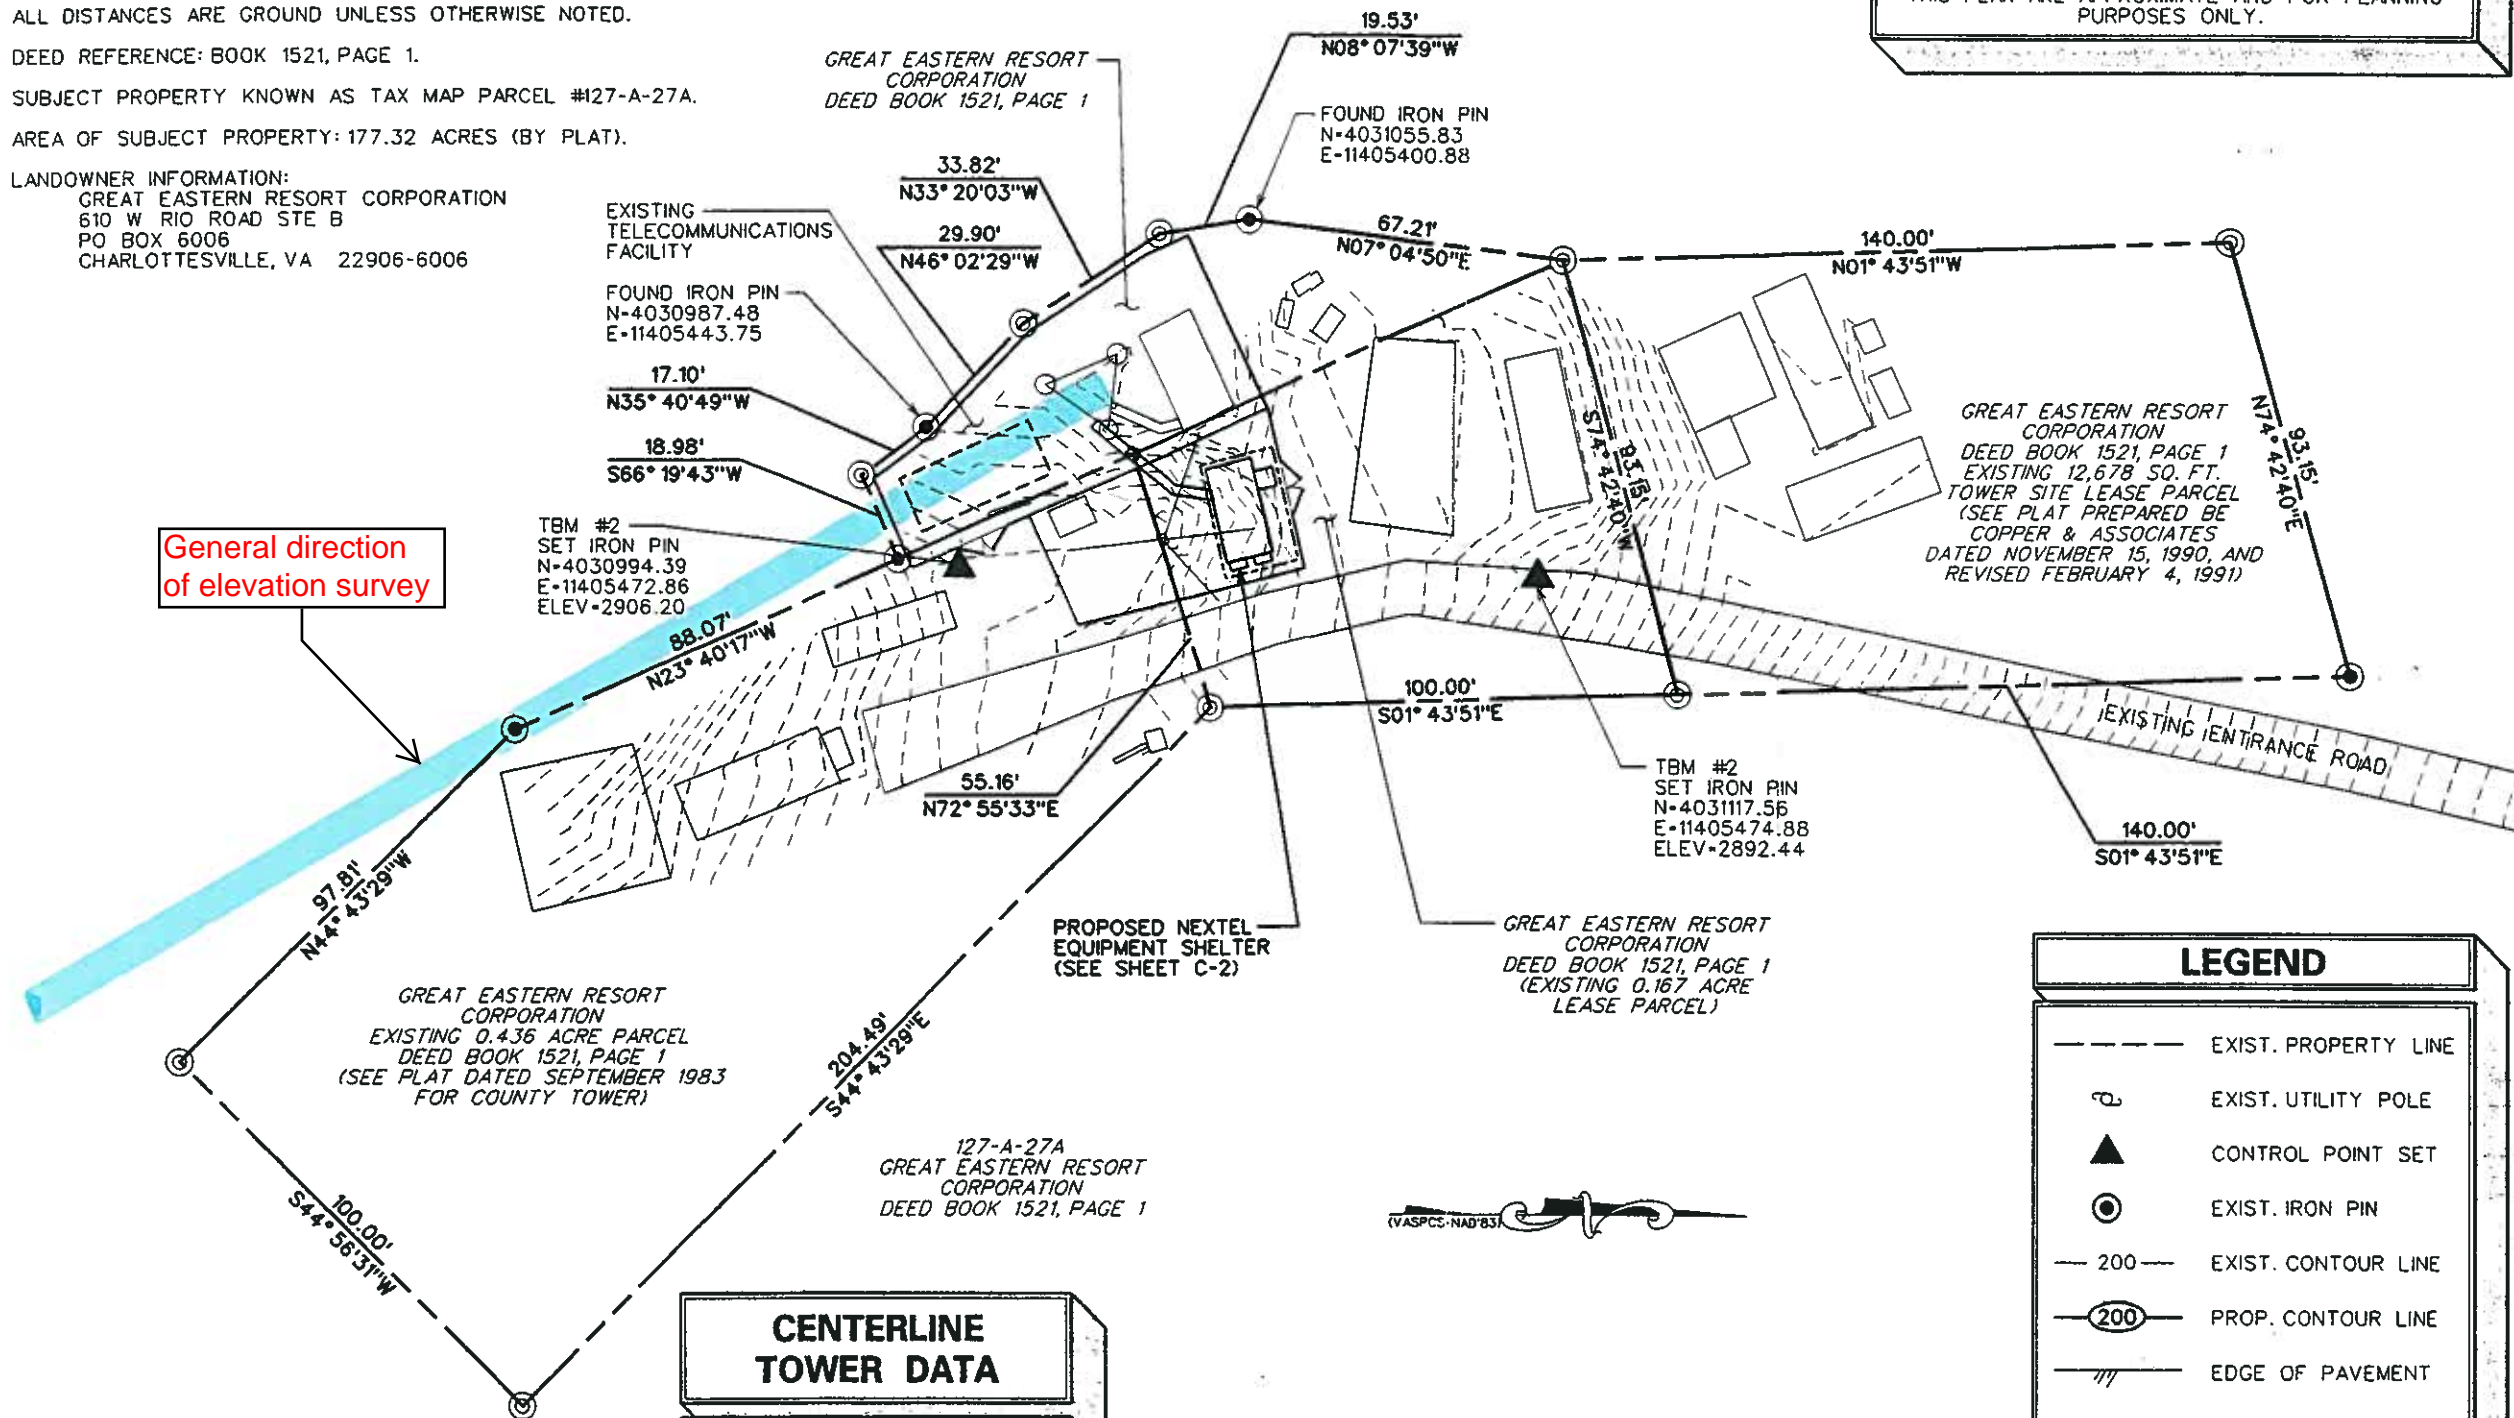 ALL DISTANCES ARE GROUND UNLESS OTHERWISE NOTED.
DEED REFERENCE: BOOK 1521, PAGE 1.
SUBJECT PROPERTY KNOWN AS TAX MAP PARCEL #127-A-27A.
AREA OF SUBJECT PROPERTY: 177.32 ACRES (BY PLAT).
LANDOWNER INFORMATION:
GREAT EASTERN RESORT CORPORATION
610 W RIO ROAD STE B
PO BOX 6006
CHARLOTTESVILLE, VA 22906-6006
THIS PLAN ARE APPROXIMATE AND FOR PLANNING
PURPOSES ONLY.
GREAT EASTERN RESORT
CORPORATION
DEED BOOK 1521, PAGE 1
19.53'
N08° 07'39"W
FOUND IRON PIN
N=4031055.83
E=11405400.88
33.82'
N33° 20'03"W
29.90'
N46° 02'29"W
EXISTING
TELECOMMUNICATIONS
FACILITY
FOUND IRON PIN
N=4030987.48
E=11405443.75
17.10'
N35° 40'49"W
18.98'
S66° 19'43"W
TBM #2
SET IRON PIN
N=4030994.39
E=11405472.86
ELEV=2906.20
General direction
of elevation survey
67.21'
N07° 04'50"E
140.00'
N01° 43'51"W
93.15'
S74° 42'40"W
93.15'
N74° 42'40"E
GREAT EASTERN RESORT
CORPORATION
DEED BOOK 1521, PAGE 1
EXISTING 12,678 SQ. FT.
TOWER SITE LEASE PARCEL
(SEE PLAT PREPARED BE
COPPER & ASSOCIATES
DATED NOVEMBER 15, 1990, AND
REVISED FEBRUARY 4, 1991)
88.07'
N23° 40'17"W
100.00'
S01° 43'51"E
EXISTING ENTRANCE ROAD
55.16'
N72° 55'33"E
TBM #2
SET IRON PIN
N=4031117.56
E=11405474.88
ELEV=2892.44
140.00'
S01° 43'51"E
97.81'
N44° 43'29"W
PROPOSED NEXTEL
EQUIPMENT SHELTER
(SEE SHEET C-2)
GREAT EASTERN RESORT
CORPORATION
DEED BOOK 1521, PAGE 1
(EXISTING 0.167 ACRE
LEASE PARCEL)
GREAT EASTERN RESORT
CORPORATION
EXISTING 0.436 ACRE PARCEL
DEED BOOK 1521, PAGE 1
(SEE PLAT DATED SEPTEMBER 1983
FOR COUNTY TOWER)
204.49'
S44° 43'29"E
100.00'
S44° 56'31"W
127-A-27A
GREAT EASTERN RESORT
CORPORATION
DEED BOOK 1521, PAGE 1
(VASPCS-NAD'83)
CENTERLINE
TOWER DATA
LEGEND
EXIST. PROPERTY LINE
EXIST. UTILITY POLE
CONTROL POINT SET
EXIST. IRON PIN
200 EXIST. CONTOUR LINE
200 PROP. CONTOUR LINE
EDGE OF PAVEMENT